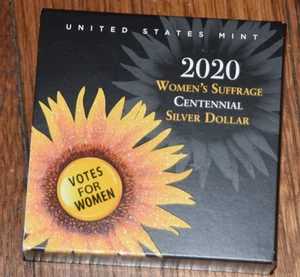 UNITED STATES MINT
2020
WOMEN'S SUFFRAGE
CENTENNIAL
SILVER DOLLAR
VOTES
FOR
WOMEN